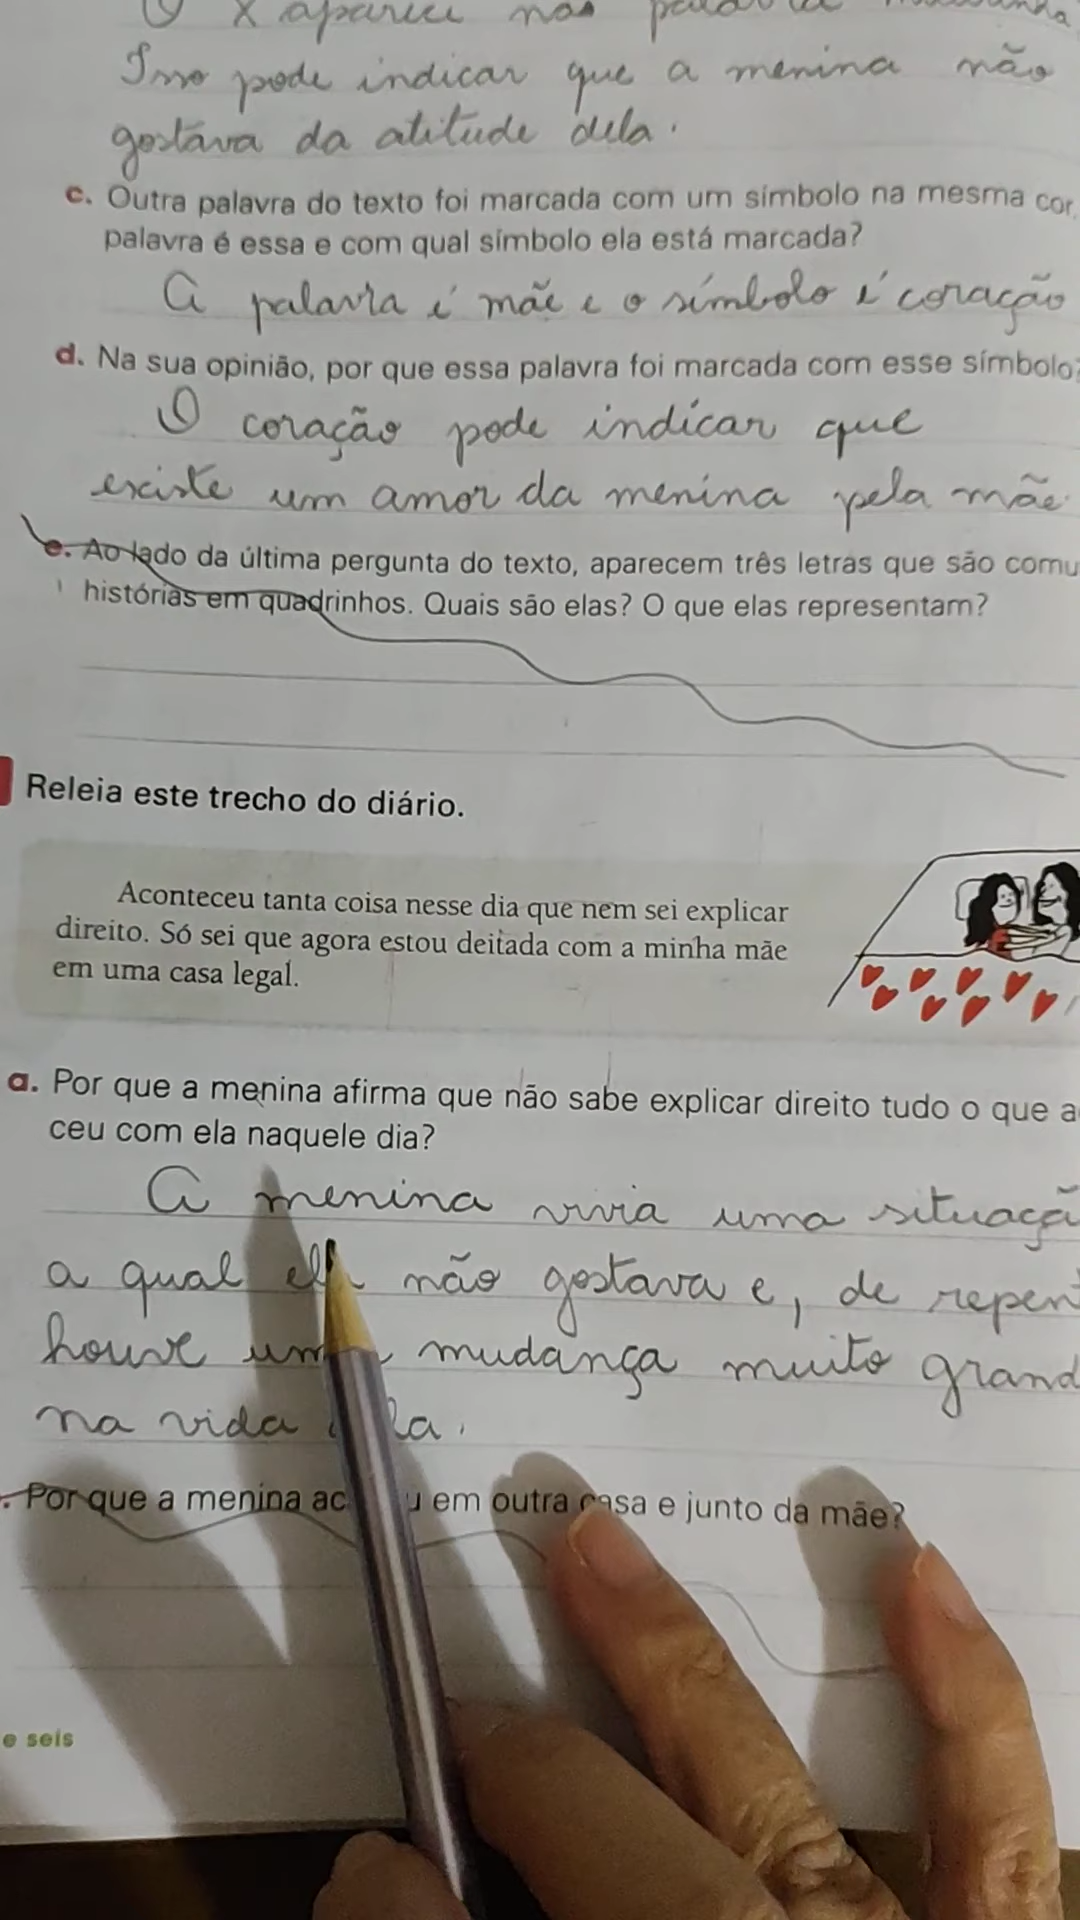 O x aparece nas
Isso pode indicar que a menina não
gostava da atitude dela.
c. Outra palavra do texto foi marcada com um símbolo na mesma cor.
palavra é essa e com qual símbolo ela está marcada?
A palavra é mãe e o símbolo é coração
d. Na sua opinião, por que essa palavra foi marcada com esse símbolo?
O coração pode indicar que
existe um amor da menina pela mãe.
e. Ao lado da última pergunta do texto, aparecem três letras que são comu
histórias em quadrinhos. Quais são elas? O que elas representam?
Releia este trecho do diário.
Aconteceu tanta coisa nesse dia que nem sei explicar
direito. Só sei que agora estou deitada com a minha mãe
em uma casa legal.
a. Por que a menina afirma que não sabe explicar direito tudo o que a
ceu com ela naquele dia?
A menina vivia uma situaçã
a qual ela não gostava e, de repen
houve uma mudança muito grand
na vida dela.
. Por que a menina ac u em outra casa e junto da mãe?
e seis